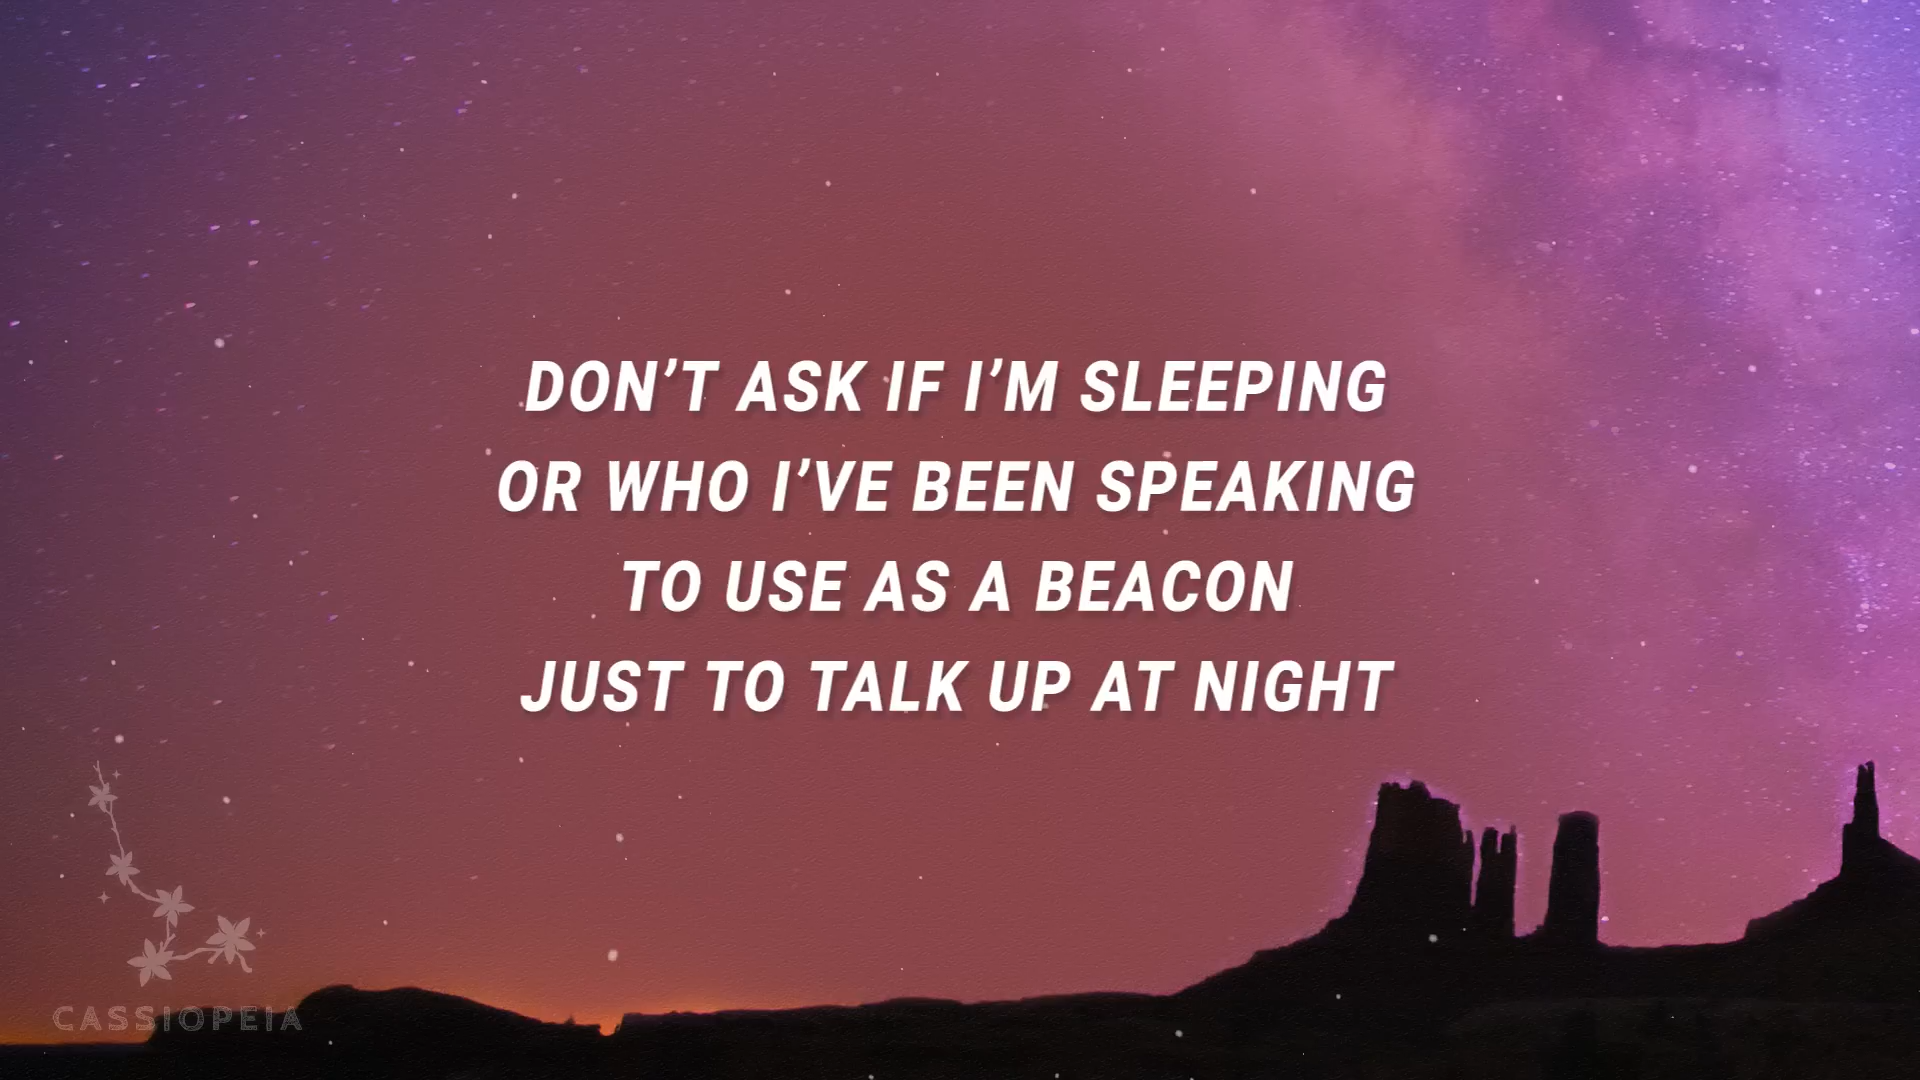 DON’T ASK IF I’M SLEEPING
OR WHO I’VE BEEN SPEAKING
TO USE AS A BEACON
JUST TO TALK UP AT NIGHT
CASSIOPEIA